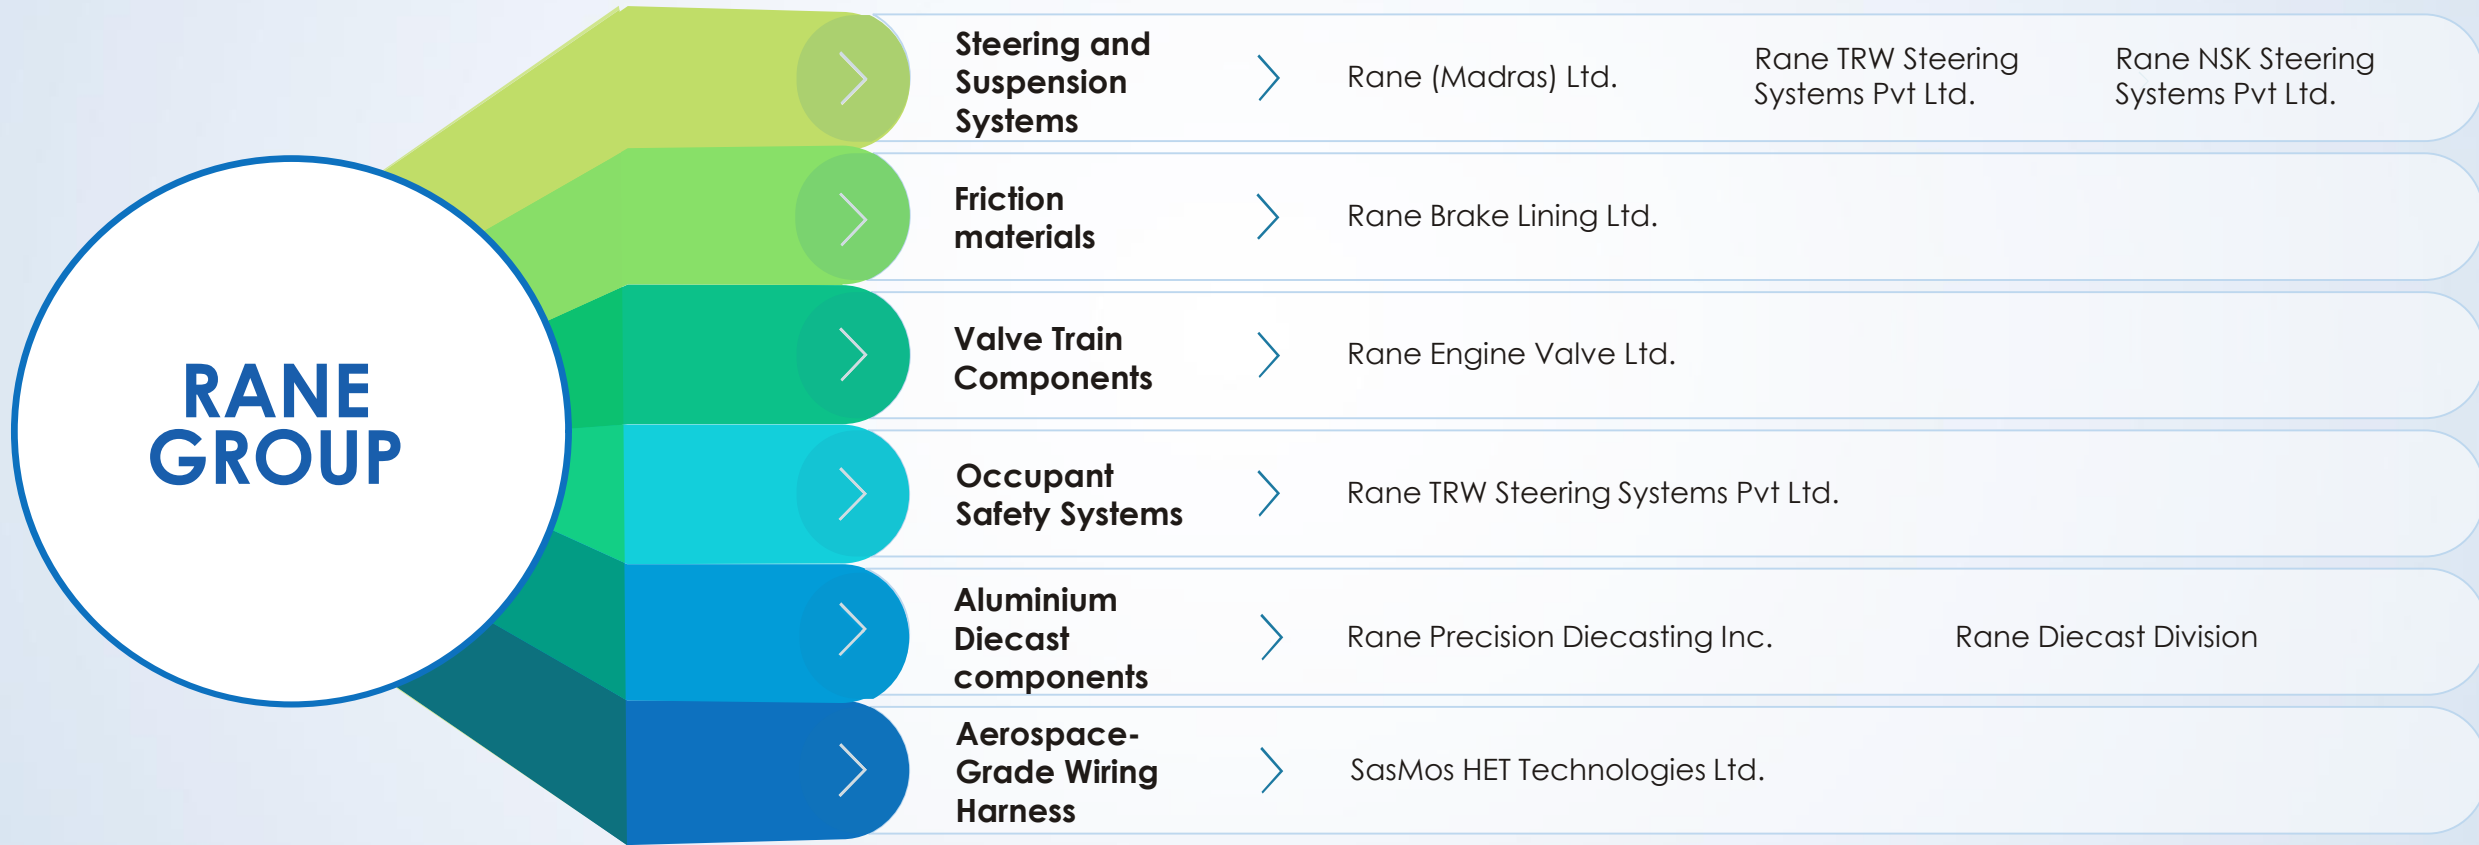 RANE
GROUP
Steering and
Suspension
Systems
Rane (Madras) Ltd.
Rane TRW Steering
Systems Pvt Ltd.
Rane NSK Steering
Systems Pvt Ltd.
Friction
materials
Rane Brake Lining Ltd.
Valve Train
Components
Rane Engine Valve Ltd.
Occupant
Safety Systems
Rane TRW Steering Systems Pvt Ltd.
Aluminium
Diecast
components
Rane Precision Diecasting Inc.
Rane Diecast Division
Aerospace-
Grade Wiring
Harness
SasMos HET Technologies Ltd.